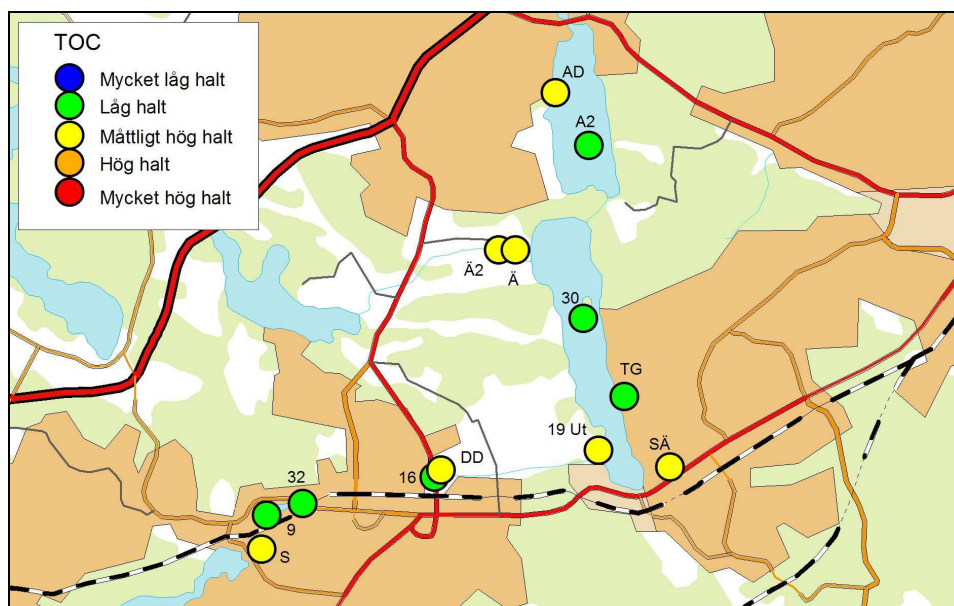 TOC
Mycket låg halt
Låg halt
Måttligt hög halt
Hög halt
Mycket hög halt
AD
A2
Ä2
Ä
30
TG
19 Ut
SÄ
DD
16
32
9
S